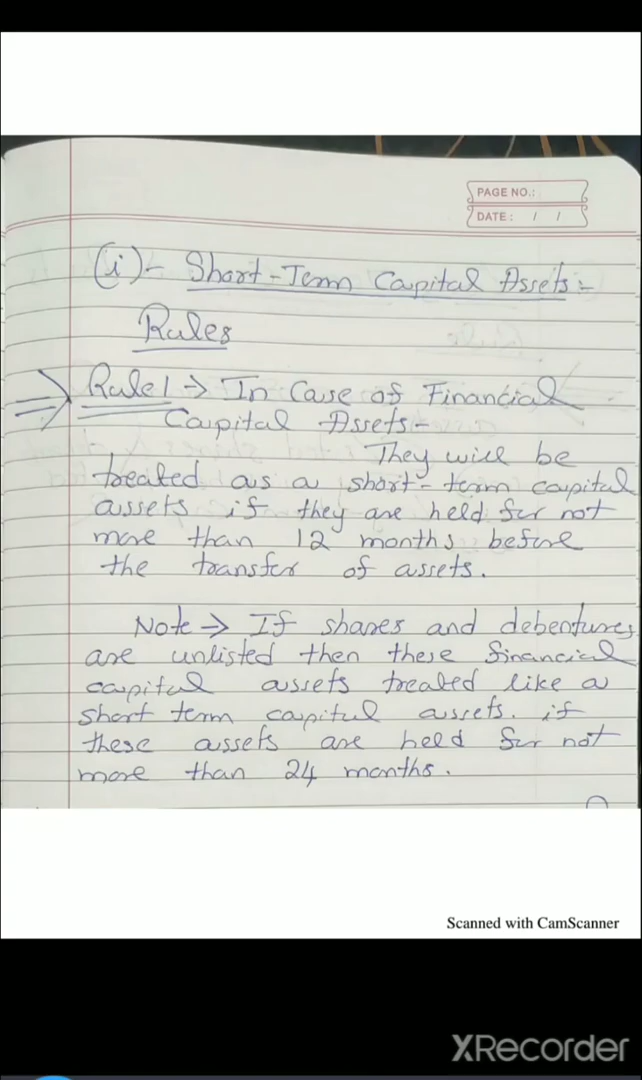 PAGE NO.:
DATE: / /
(i)- Short-Term Capital Assets:-
Rules
⇒ Rule 1 → In Case of Financial
Capital Assets-
They will be
treated as a short-term capital
assets if they are held for not
more than 12 months before
the transfer of assets.
Note → If shares and debentures
are unlisted then these financial
capital assets treated like a
short term capital assets. if
these assets are held for not
more than 24 months.
Scanned with CamScanner
XRecorder